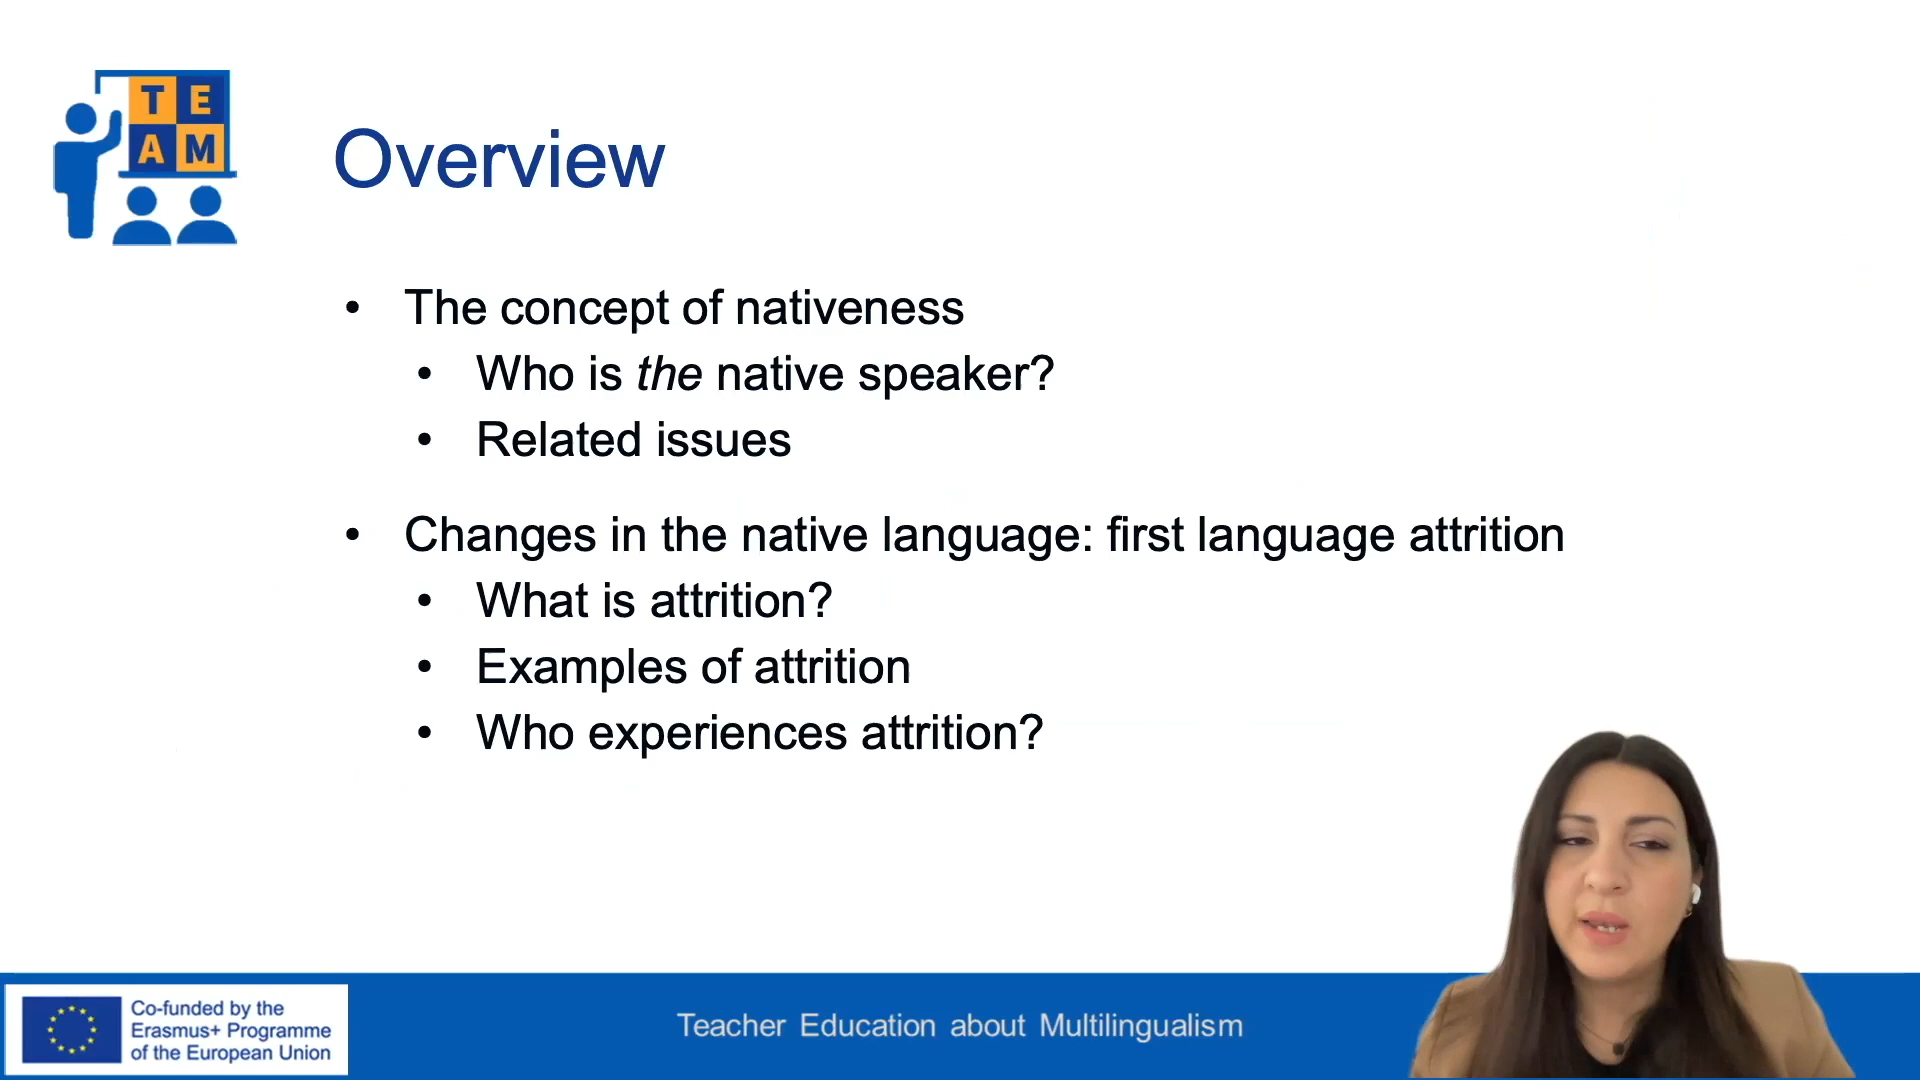 T E
A M
Overview
• The concept of nativeness
• Who is the native speaker?
• Related issues
• Changes in the native language: first language attrition
• What is attrition?
• Examples of attrition
• Who experiences attrition?
Co-funded by the
Erasmus+ Programme
of the European Union
Teacher Education about Multilingualism